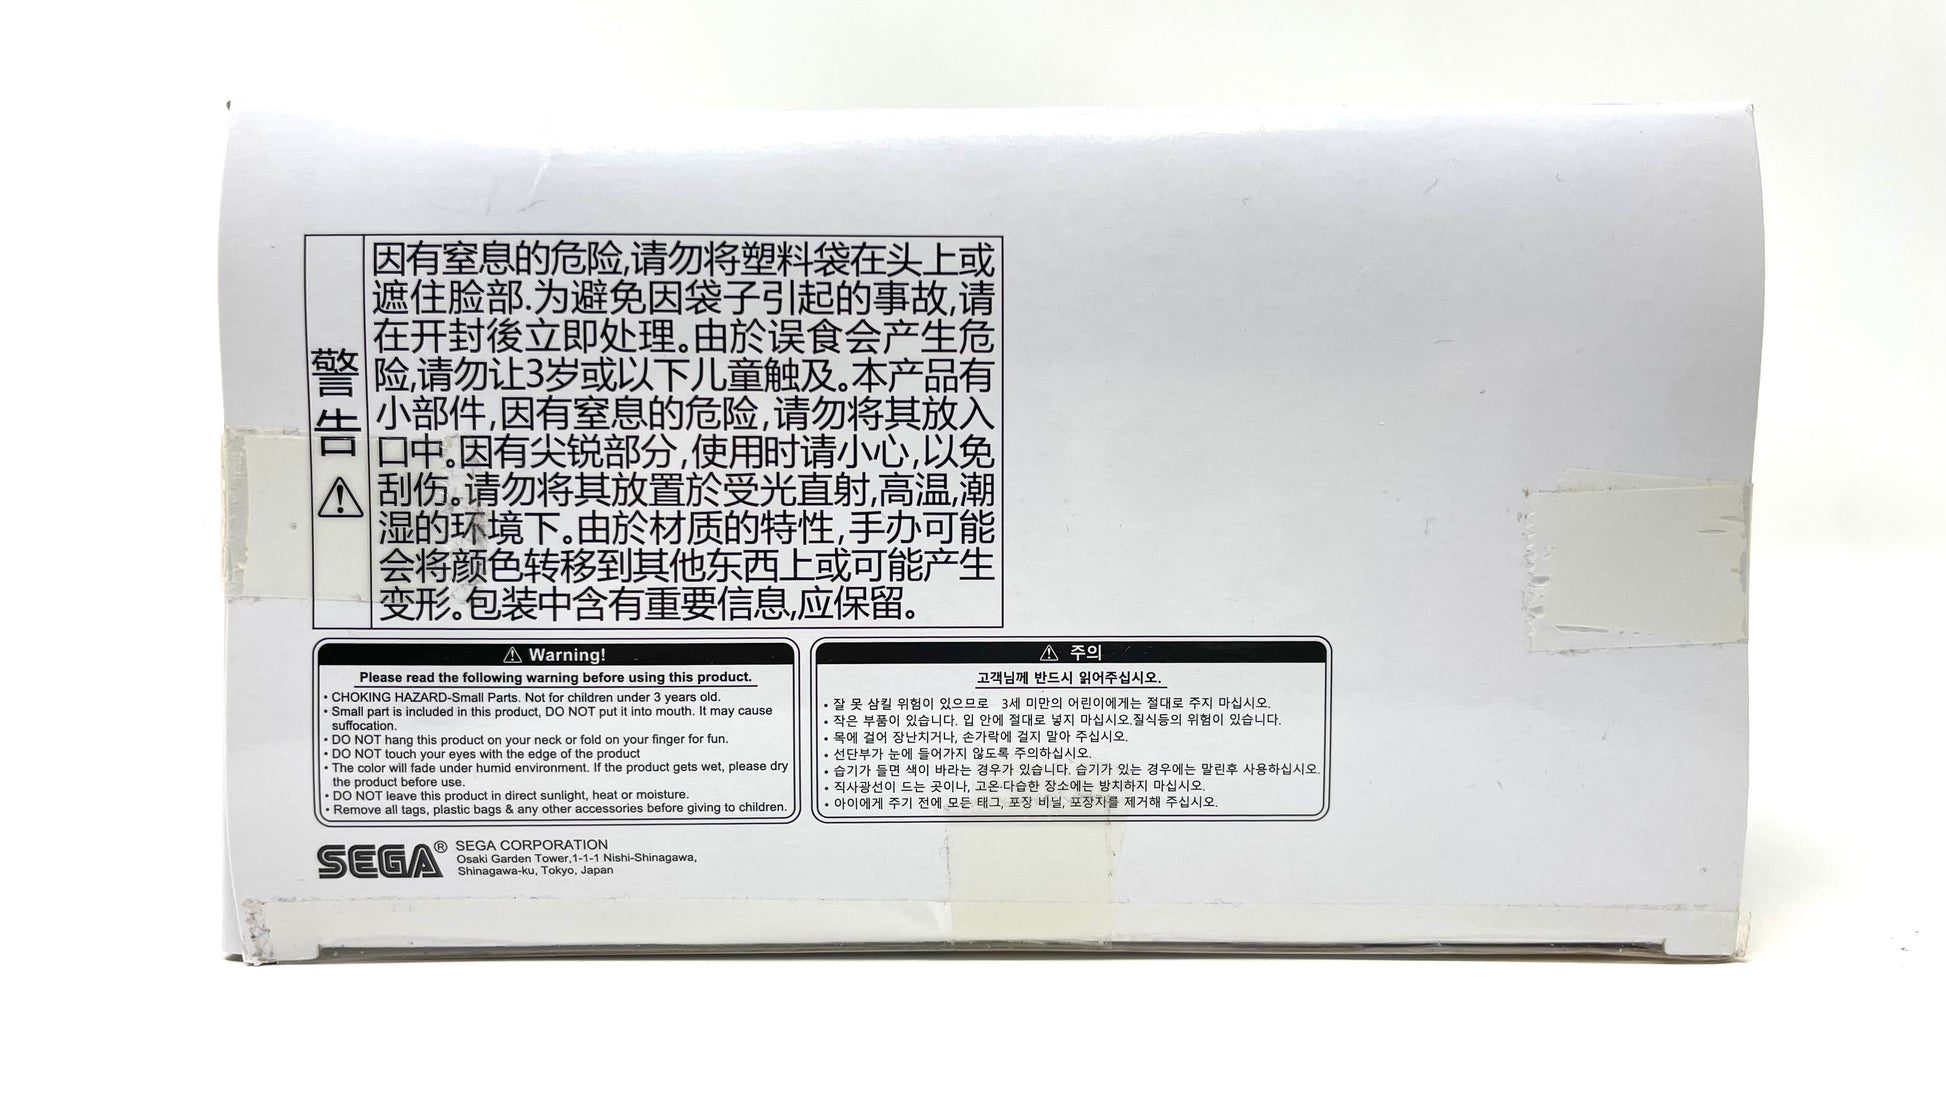 警告
因有窒息的危险,请勿将塑料袋在头上或
遮住脸部.为避免因袋子引起的事故,请
在开封後立即处理。由於误食会产生危
险,请勿让3岁或以下儿童触及。本产品有
小部件,因有窒息的危险,请勿将其放入
口中。因有尖锐部分,使用时请小心,以免
刮伤。请勿将其放置於受光直射,高温,潮
湿的环境下。由於材质的特性,手办可能
会将颜色转移到其他东西上或可能产生
变形。包装中含有重要信息,应保留。
⚠ Warning!
Please read the following warning before using this product.
• CHOKING HAZARD-Small Parts. Not for children under 3 years old.
• Small part is included in this product, DO NOT put it into mouth. It may cause
suffocation.
• DO NOT hang this product on your neck or fold on your finger for fun.
• DO NOT touch your eyes with the edge of the product
• The color will fade under humid environment. If the product gets wet, please dry
the product before use.
• DO NOT leave this product in direct sunlight, heat or moisture.
• Remove all tags, plastic bags & any other accessories before giving to children.
⚠ 주의
고객님께 반드시 읽어주십시오.
• 잘 못 삼킬 위험이 있으므로 3세 미만의 어린이에게는 절대로 주지 마십시오.
• 작은 부품이 있습니다. 입 안에 절대로 넣지 마십시오.질식등의 위험이 있습니다.
• 목에 걸어 장난치거나, 손가락에 걸지 말아 주십시오.
• 선단부가 눈에 들어가지 않도록 주의하십시오.
• 습기가 들면 색이 바라는 경우가 있습니다. 습기가 있는 경우에는 말린후 사용하십시오.
• 직사광선이 드는 곳이나, 고온·다습한 장소에는 방치하지 마십시오.
• 아이에게 주기 전에 모든 태그, 포장 비닐, 포장지를 제거해 주십시오.
SEGA® SEGA CORPORATION
Osaki Garden Tower,1-1-1 Nishi-Shinagawa,
Shinagawa-ku, Tokyo, Japan